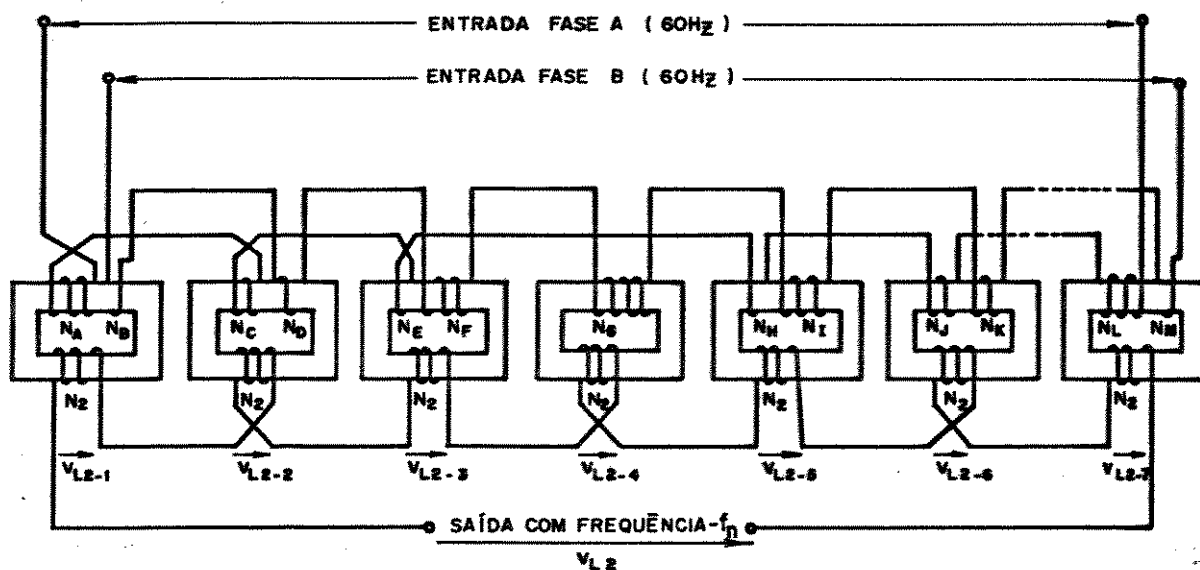 ENTRADA FASE A ( 60HZ )
ENTRADA FASE B ( 60HZ )
NA NB NC ND NE NF NG NH NI NJ NK NL NM
N2 N2 N2 N2 N2 N2 N2
VL2-1 VL2-2 VL2-3 VL2-4 VL2-5 VL2-6 VL2-7
SAÍDA COM FREQUÊNCIA-fn
VL2